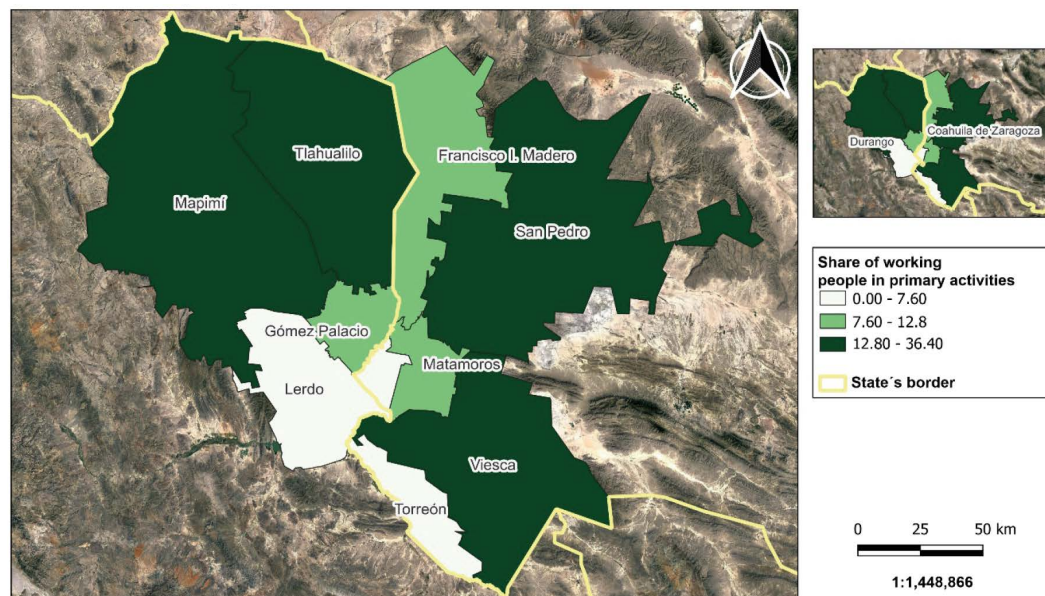 Tlahualilo
Francisco I. Madero
Mapimí
San Pedro
Gómez Palacio
Matamoros
Lerdo
Viesca
Torreón
Coahuila de Zaragoza
Durango
Share of working
people in primary activities
0.00 - 7.60
7.60 - 12.8
12.80 - 36.40
State´s border
0 25 50 km
1:1,448,866